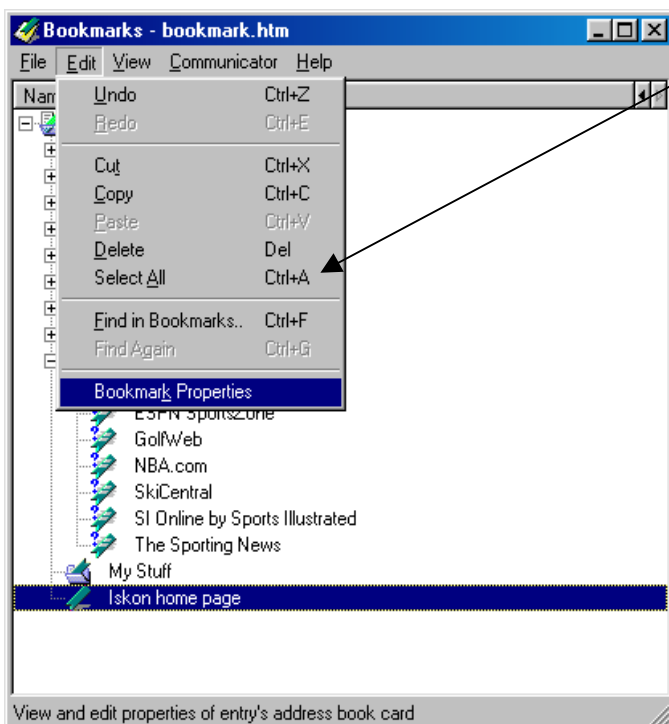 Bookmarks - bookmark.htm
File Edit View Communicator Help
Nam
Undo Ctrl+Z
Redo Ctrl+E
Cut Ctrl+X
Copy Ctrl+C
Paste Ctrl+V
Delete Del
Select All Ctrl+A
Find in Bookmarks.. Ctrl+F
Find Again Ctrl+G
Bookmark Properties
ESPN SportsZone
GolfWeb
NBA.com
SkiCentral
SI Online by Sports Illustrated
The Sporting News
My Stuff
Iskon home page
View and edit properties of entry's address book card